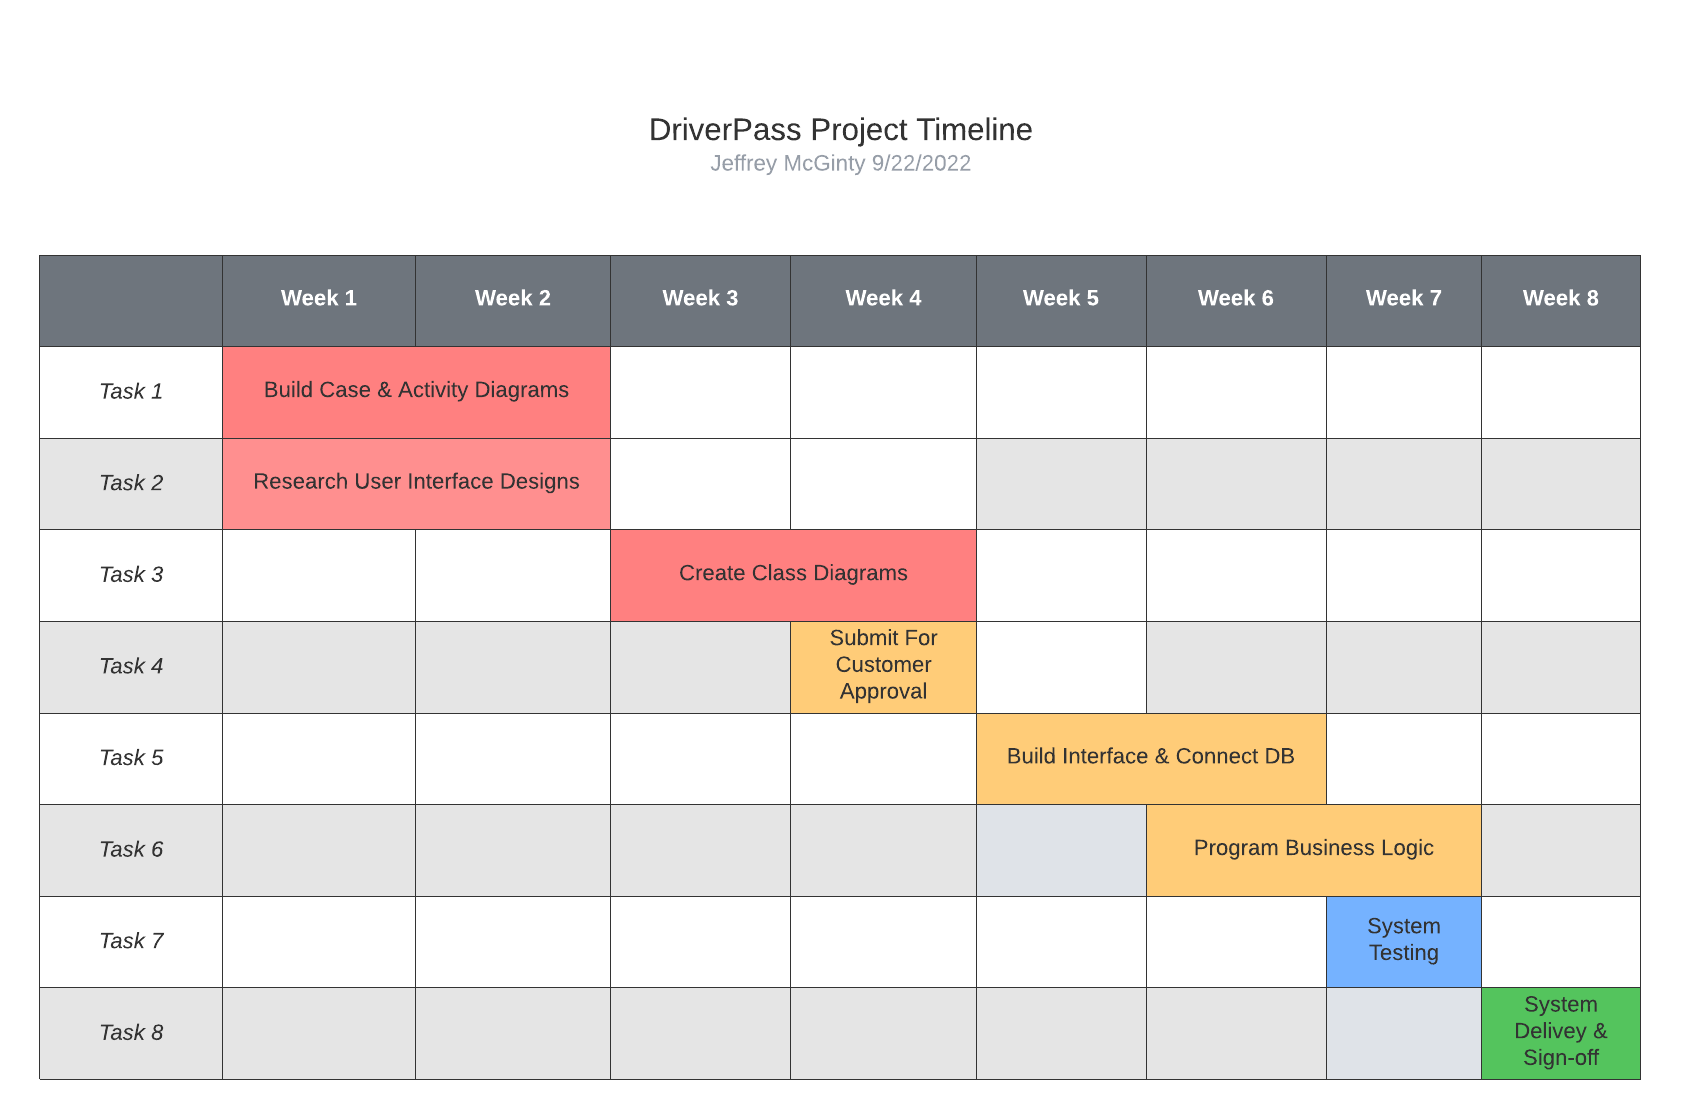 DriverPass Project Timeline
Jeffrey McGinty 9/22/2022
Week 1 Week 2 Week 3 Week 4 Week 5 Week 6 Week 7 Week 8
Task 1 Build Case & Activity Diagrams
Task 2 Research User Interface Designs
Task 3 Create Class Diagrams
Task 4
Submit For
Customer
Approval
Task 5 Build Interface & Connect DB
Task 6 Program Business Logic
Task 7
System
Testing
Task 8
System
Delivey &
Sign-off